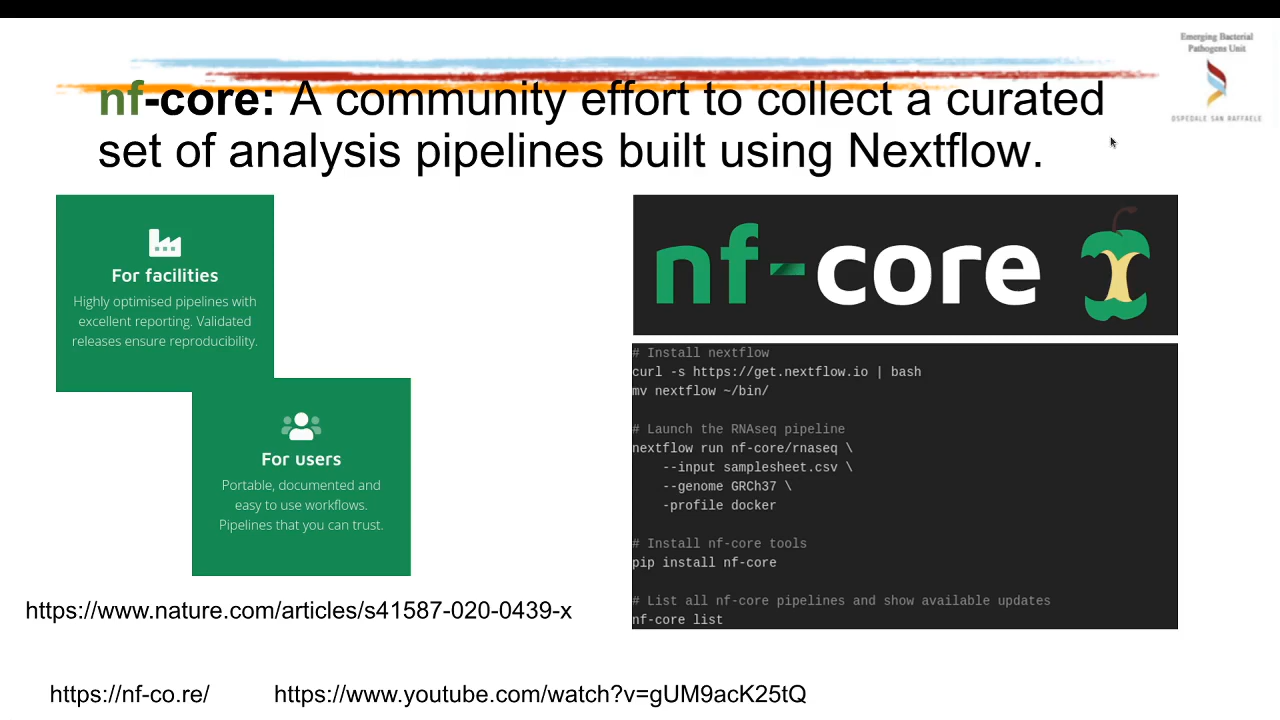 Emerging Bacterial
Pathogenes Unit
OSPEDALE SAN RAFFAELE
nf-core: A community effort to collect a curated
set of analysis pipelines built using Nextflow.
For facilities
Highly optimised pipelines with
excellent reporting. Validated
releases ensure reproducibility.
For users
Portable, documented and
easy to use workflows.
Pipelines that you can trust.
nf-core
# Install nextflow
curl -s https://get.nextflow.io | bash
mv nextflow ~/bin/
# Launch the RNAseq pipeline
nextflow run nf-core/rnaseq \
--input samplesheet.csv \
--genome GRCh37 \
-profile docker
# Install nf-core tools
pip install nf-core
# List all nf-core pipelines and show available updates
nf-core list
https://www.nature.com/articles/s41587-020-0439-x
https://nf-co.re/
https://www.youtube.com/watch?v=gUM9acK25tQ